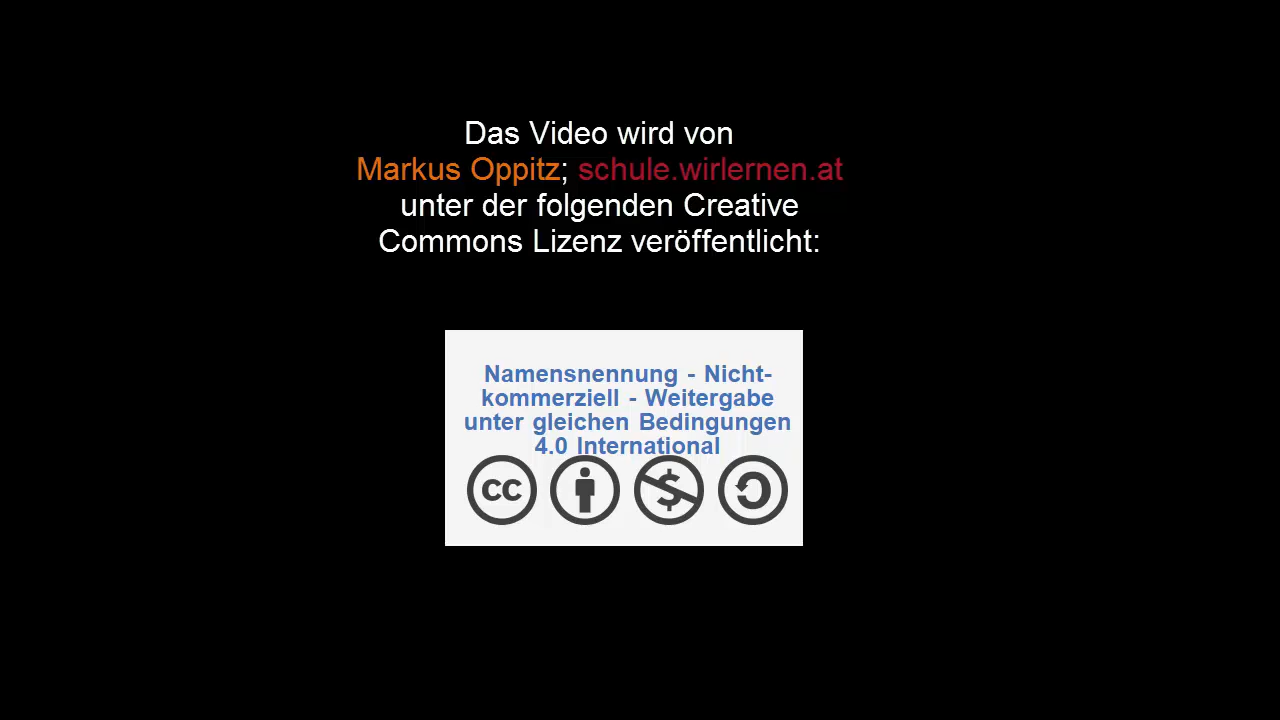 Das Video wird von
Markus Oppitz; schule.wirlernen.at
unter der folgenden Creative
Commons Lizenz veröffentlicht:
Namensnennung - Nicht-
kommerziell - Weitergabe
unter gleichen Bedingungen
4.0 International